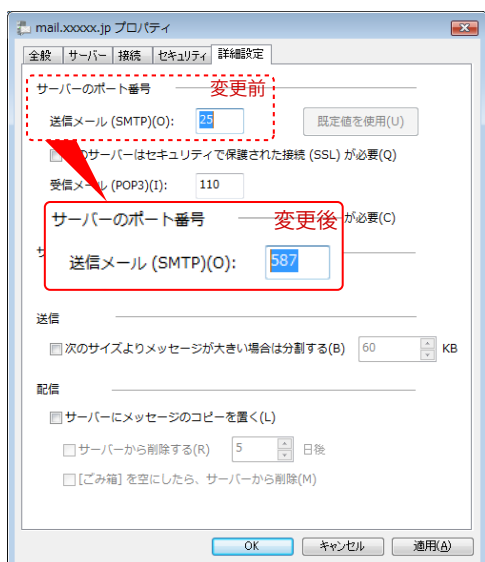 mail.xxxxx.jp プロパティ
全般 サーバー 接続 セキュリティ 詳細設定
サーバーのポート番号 変更前
送信メール (SMTP)(O): 25 既定値を使用(U)
サーバーはセキュリティで保護された接続 (SSL) が必要(Q)
受信メール (POP3)(I): 110
サーバーのポート番号 変更後
が必要(C)
送信メール (SMTP)(O): 587
送信
次のサイズよりメッセージが大きい場合は分割する(B) 60 KB
配信
サーバーにメッセージのコピーを置く(L)
サーバーから削除する(R) 5 日後
[ごみ箱] を空にしたら、サーバーから削除(M)
OK キャンセル 適用(A)